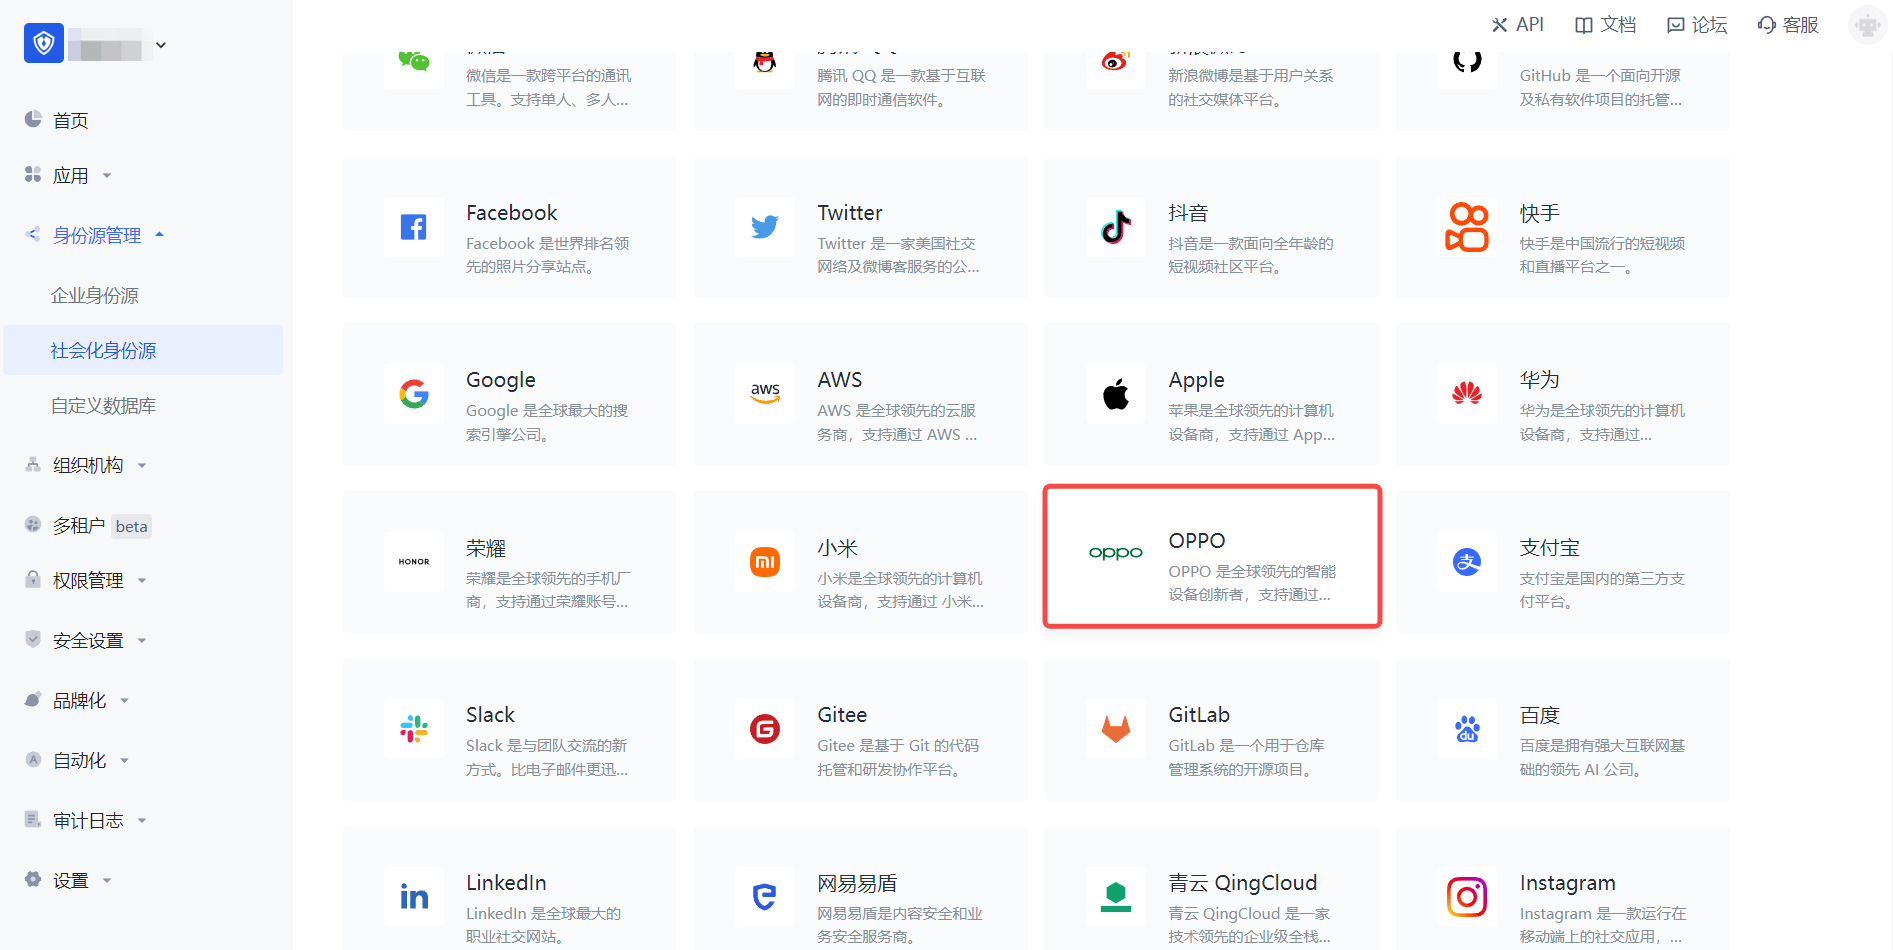 API
文档
论坛
客服
首页
应用
身份源管理
企业身份源
社会化身份源
自定义数据库
组织机构
多租户 beta
权限管理
安全设置
品牌化
自动化
审计日志
设置
微信是一款跨平台的通讯
工具。支持单人、多人...
腾讯 QQ 是一款基于互联
网的即时通信软件。
新浪微博是基于用户关系
的社交媒体平台。
GitHub 是一个面向开源
及私有软件项目的托管...
Facebook
Facebook 是世界排名领
先的照片分享站点。
Twitter
Twitter 是一家美国社交
网络及微博客服务的公...
抖音
抖音是一款面向全年龄的
短视频社区平台。
快手
快手是中国流行的短视频
和直播平台之一。
Google
Google 是全球最大的搜
索引擎公司。
aws
AWS
AWS 是全球领先的云服
务商，支持通过 AWS ...
Apple
苹果是全球领先的计算机
设备商，支持通过 App...
华为
华为是全球领先的计算机
设备商，支持通过...
HONOR
荣耀
荣耀是全球领先的手机厂
商，支持通过荣耀账号...
mi
小米
小米是全球领先的计算机
设备商，支持通过 小米...
oppo
OPPO
OPPO 是全球领先的智能
设备创新者，支持通过...
支
支付宝
支付宝是国内的第三方支
付平台。
Slack
Slack 是与团队交流的新
方式。比电子邮件更迅...
G
Gitee
Gitee 是基于 Git 的代码
托管和研发协作平台。
GitLab
GitLab 是一个用于仓库
管理系统的开源项目。
du
百度
百度是拥有强大互联网基
础的领先 AI 公司。
in
LinkedIn
LinkedIn 是全球最大的
职业社交网站。
网易易盾
网易易盾是内容安全和业
务安全服务商。
青云 QingCloud
青云 QingCloud 是一家
技术领先的企业级全栈...
Instagram
Instagram 是一款运行在
移动端上的社交应用，...